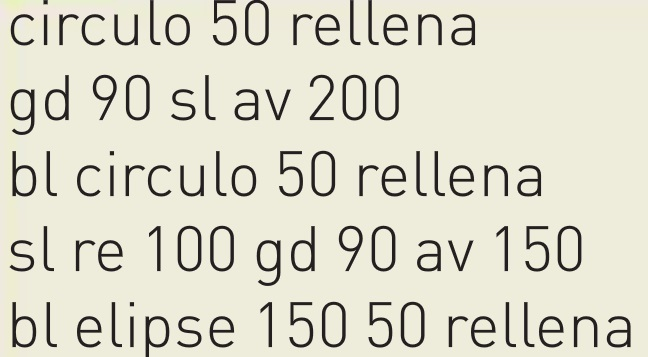 circulo 50 rellena
gd 90 sl av 200
bl circulo 50 rellena
sl re 100 gd 90 av 150
bl elipse 150 50 rellena